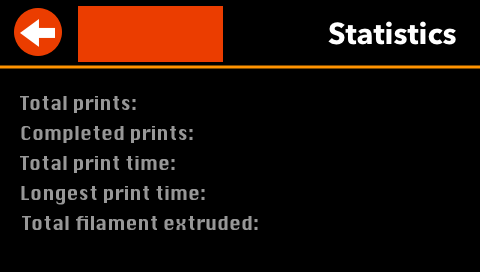 Statistics
Total prints:
Completed prints:
Total print time:
Longest print time:
Total filament extruded: